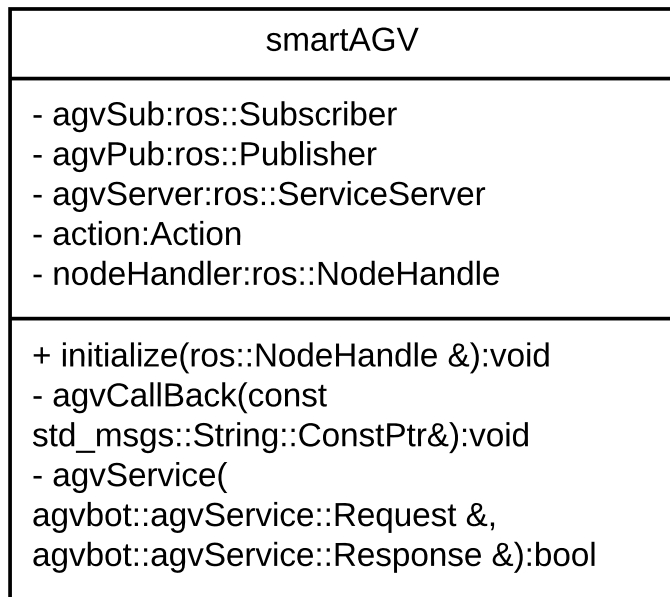 smartAGV
- agvSub:ros::Subscriber
- agvPub:ros::Publisher
- agvServer:ros::ServiceServer
- action:Action
- nodeHandler:ros::NodeHandle
+ initialize(ros::NodeHandle &):void
- agvCallBack(const
std_msgs::String::ConstPtr&):void
- agvService(
agvbot::agvService::Request &,
agvbot::agvService::Response &):bool